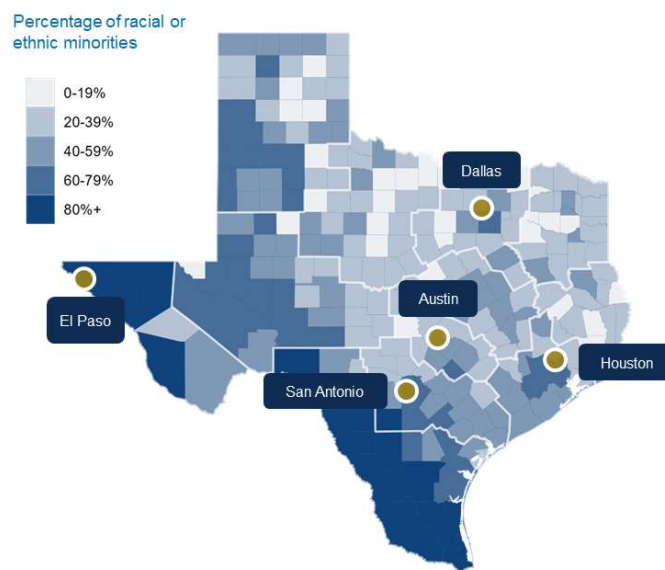 Percentage of racial or
ethnic minorities
0-19%
20-39%
40-59%
60-79%
80%+
Dallas
Austin
El Paso
Houston
San Antonio